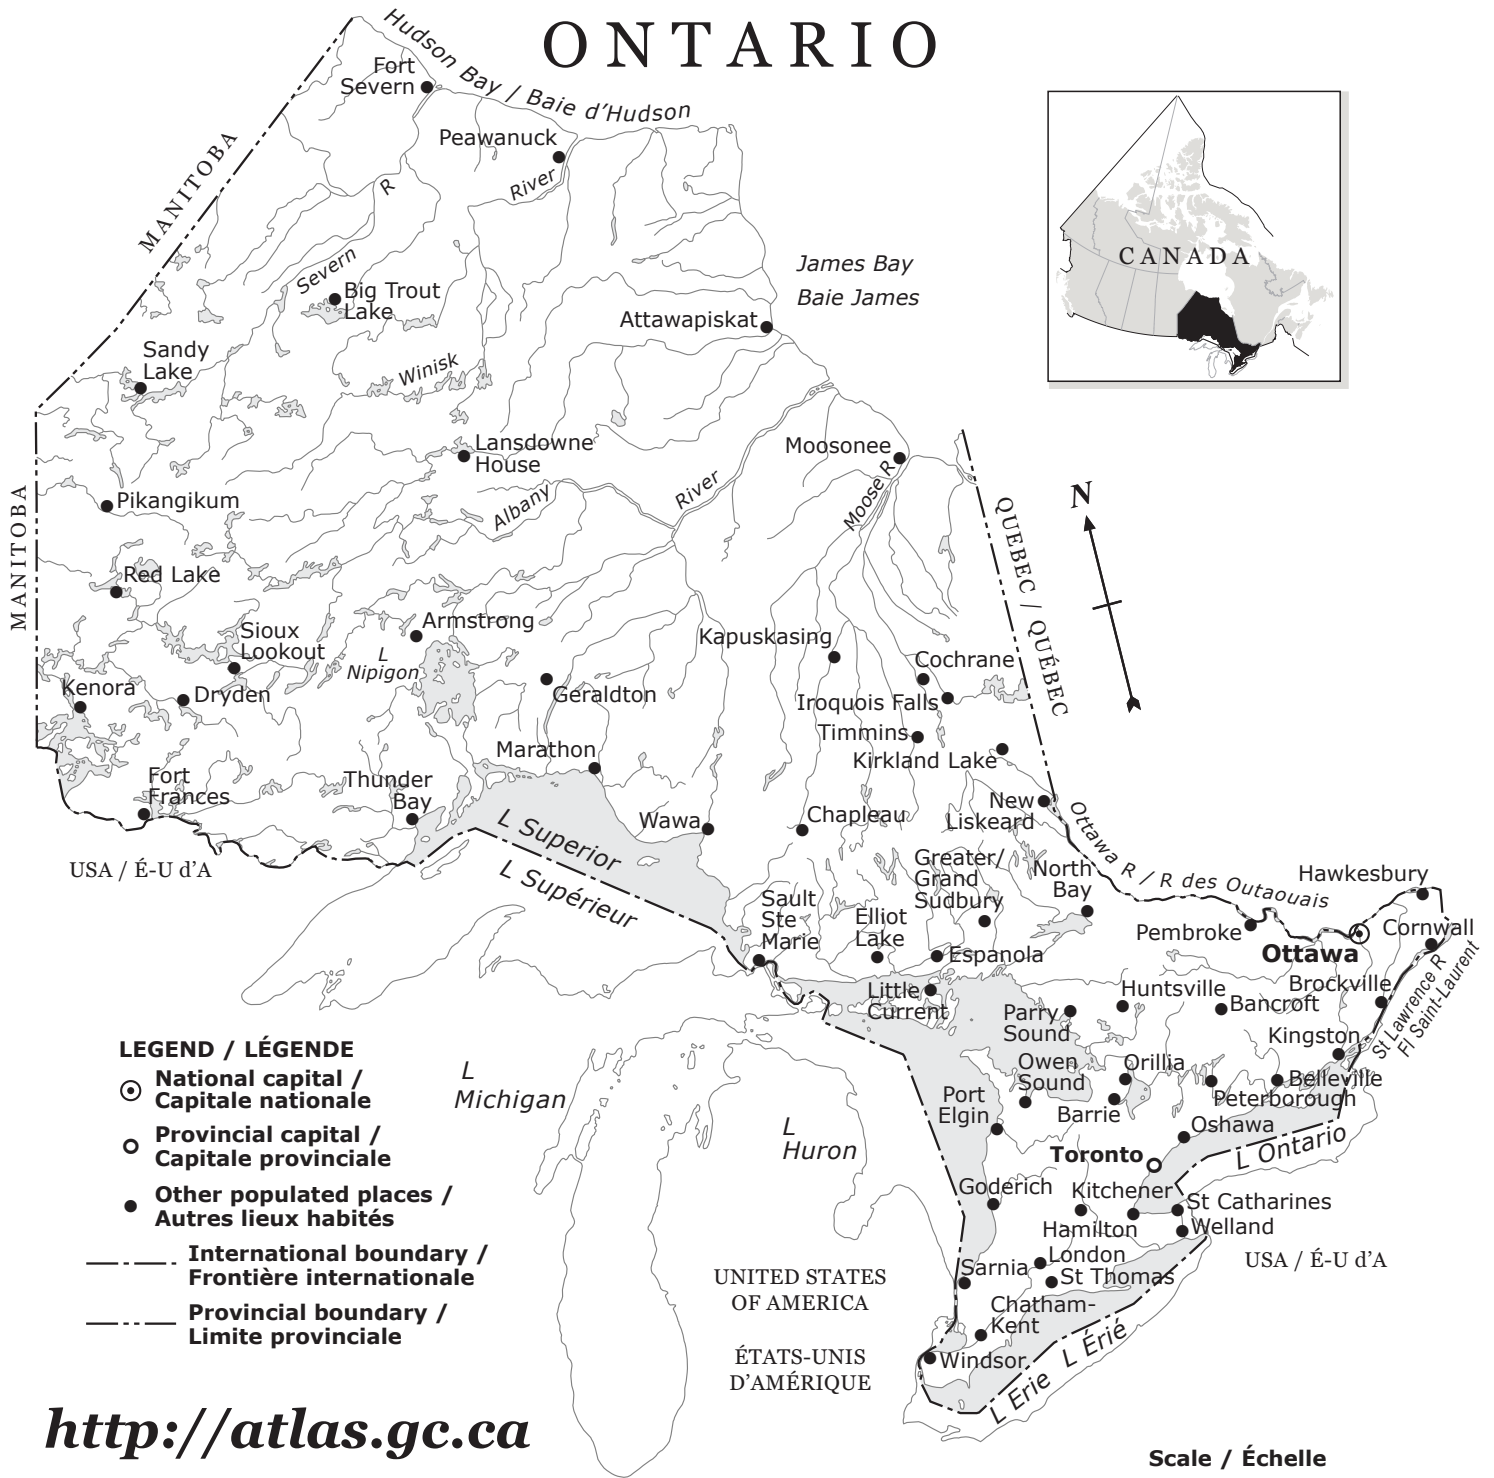 ONTARIO
Hudson Bay / Baie d'Hudson
Fort
Severn
Peawanuck
River
R
MANITOBA
Severn
Big Trout
Lake
James Bay
Baie James
CANADA
Attawapiskat
Sandy
Lake
Winisk
Lansdowne
House
Moosonee
Moose R
River
Albany
Pikangikum
MANITOBA
N
QUEBEC / QUÉBEC
Red Lake
Armstrong
Sioux
Lookout
L
Nipigon
Kapuskasing
Cochrane
Kenora
Dryden
Geraldton
Iroquois Falls
Timmins
Kirkland Lake
Marathon
Fort
Frances
Thunder
Bay
Wawa
Chapleau
New
Liskeard
L Superior
L Supérieur
USA / É-U d'A
Ottawa R / R des Outaouais
Greater/
Grand
Sudbury
North
Bay
Hawkesbury
Sault
Ste
Marie
Elliot
Lake
Espanola
Pembroke
Ottawa
Cornwall
Little
Current
Parry
Sound
Huntsville
Bancroft
Brockville
St Lawrence R
Fl Saint-Laurent
Kingston
Owen
Sound
Orillia
Belleville
Peterborough
Port
Elgin
Barrie
Oshawa
L Ontario
Toronto
L
Michigan
L
Huron
Goderich
Kitchener
St Catharines
Hamilton
Welland
USA / É-U d'A
London
Sarnia
St Thomas
Chatham-
Kent
Windsor
L Erie L Érié
UNITED STATES
OF AMERICA
ÉTATS-UNIS
D'AMÉRIQUE
LEGEND / LÉGENDE
National capital /
Capitale nationale
Provincial capital /
Capitale provinciale
Other populated places /
Autres lieux habités
International boundary /
Frontière internationale
Provincial boundary /
Limite provinciale
http://atlas.gc.ca
Scale / Échelle